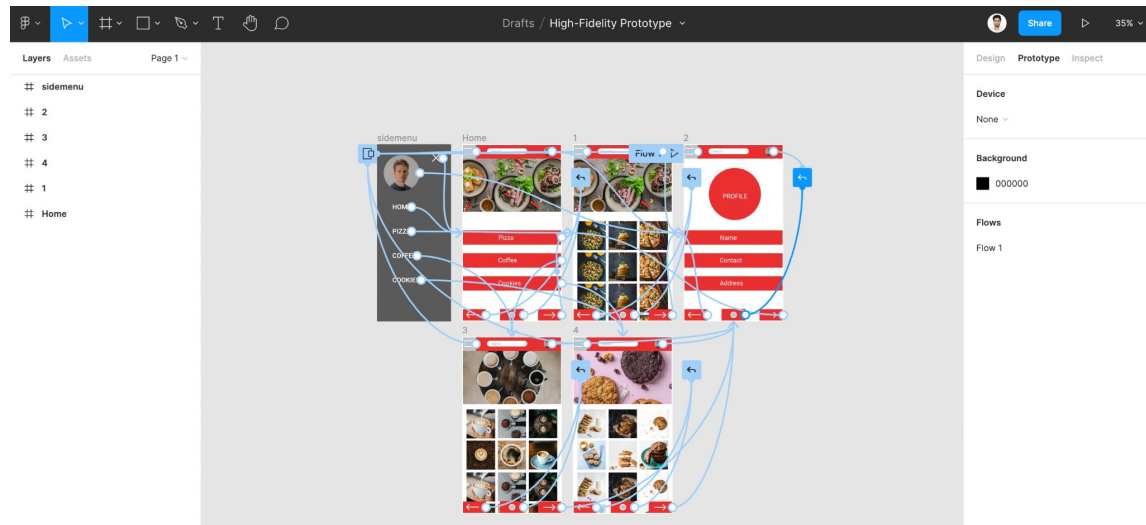 Drafts / High-Fidelity Prototype
Share
35%
Layers Assets Page 1
sidemenu
2
3
4
1
Home
Design Prototype Inspect
Device
None
Background
000000
Flows
Flow 1
sidemenu
Home
1
2
Flow
PROFILE
HOME
PIZZA
COFFEE
COOKIES
Pizza
Coffee
Cookies
Name
Contact
Address
3
4